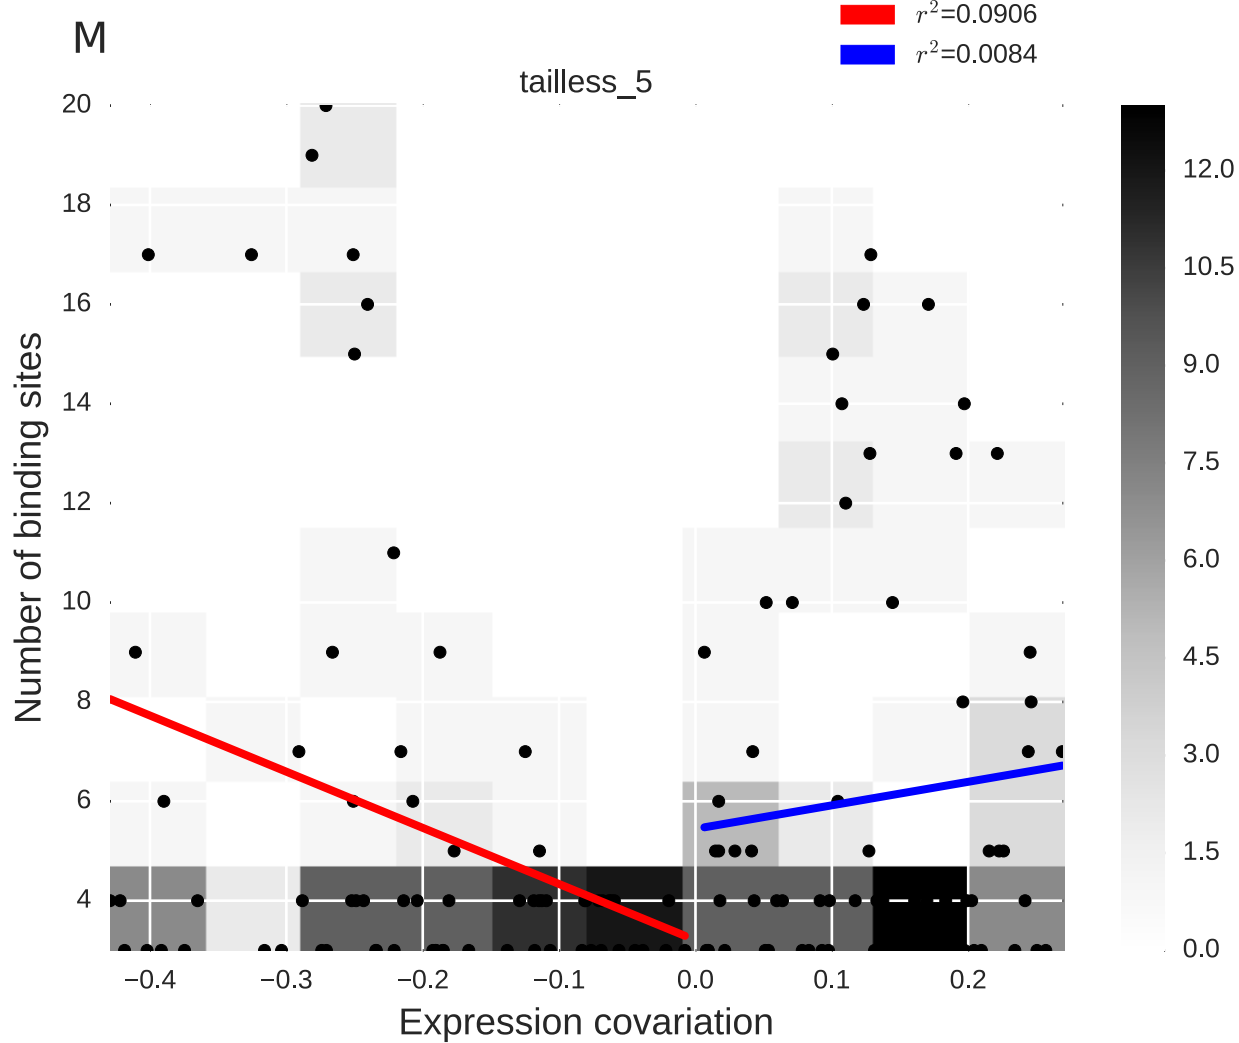 M
r²=0.0906
r²=0.0084
tailless_5
20
18
16
14
12
10
8
6
4
Number of binding sites
−0.4 −0.3 −0.2 −0.1 0.0 0.1 0.2
Expression covariation
12.0
10.5
9.0
7.5
6.0
4.5
3.0
1.5
0.0